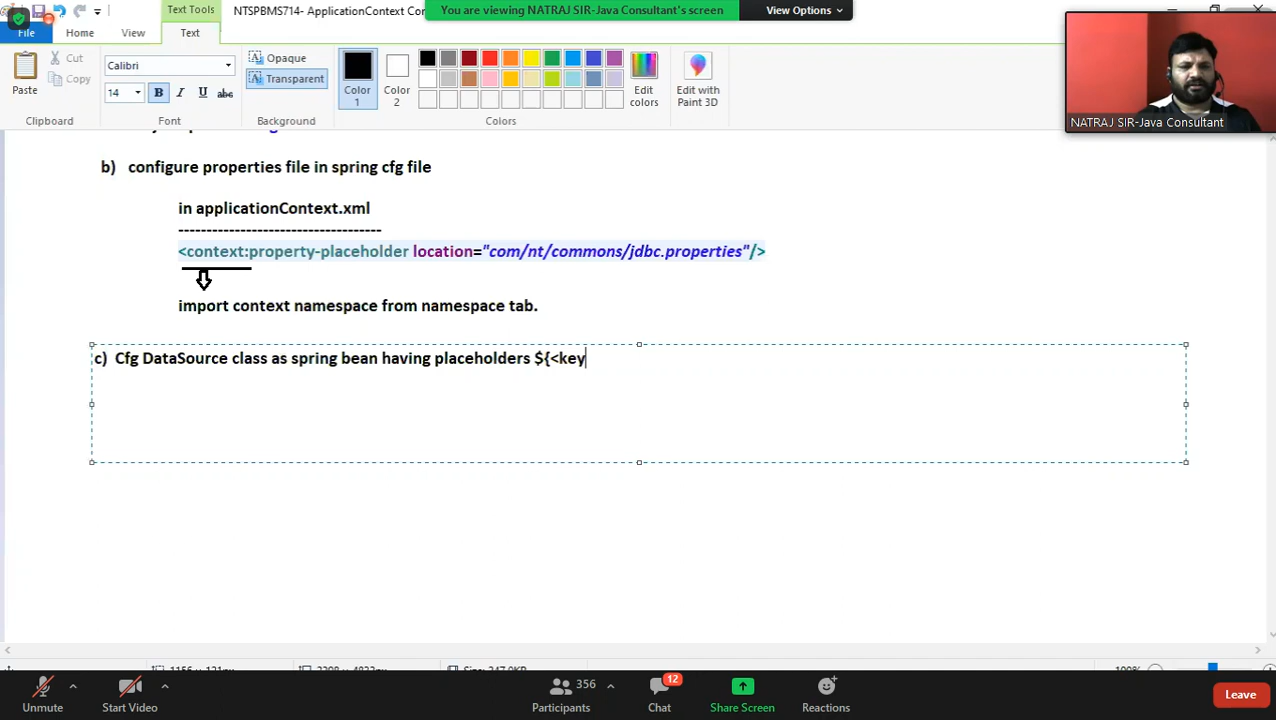 Text Tools
NTSPBMS714- ApplicationContext Con
You are viewing NATRAJ SIR-Java Consultant's screen
View Options
File
Home
View
Text
Paste
Cut
Copy
Clipboard
Calibri
14
B I U abc
Font
Opaque
Transparent
Background
Color 1
Color 2
Colors
Edit colors
Edit with Paint 3D
NATRAJ SIR-Java Consultant
b) configure properties file in spring cfg file
in applicationContext.xml
-----------------------------------
<context:property-placeholder location="com/nt/commons/jdbc.properties"/>
import context namespace from namespace tab.
c) Cfg DataSource class as spring bean having placeholders ${<key
100%
Unmute
Start Video
356
Participants
12
Chat
Share Screen
Reactions
Leave